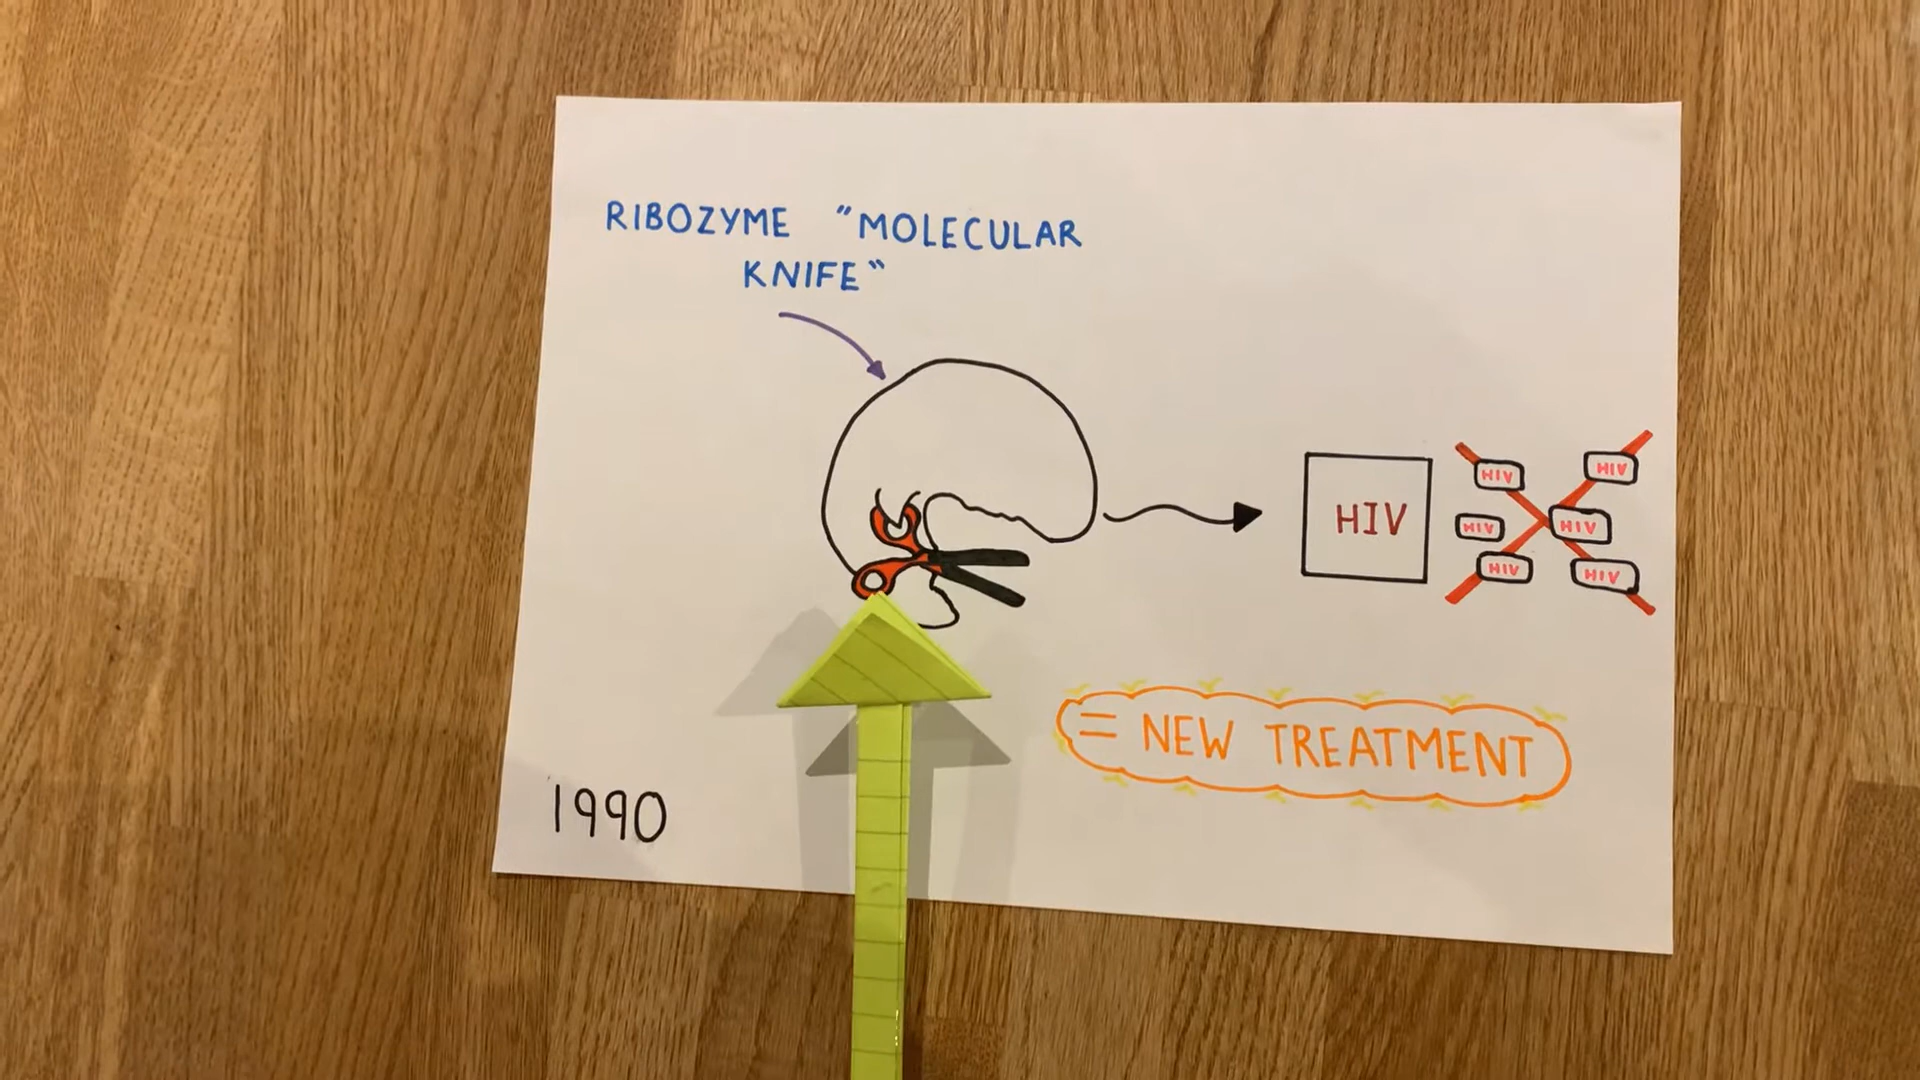 RIBOZYME "MOLECULAR
KNIFE"
HIV
HIV
HIV
HIV
HIV
HIV
HIV
= NEW TREATMENT
1990